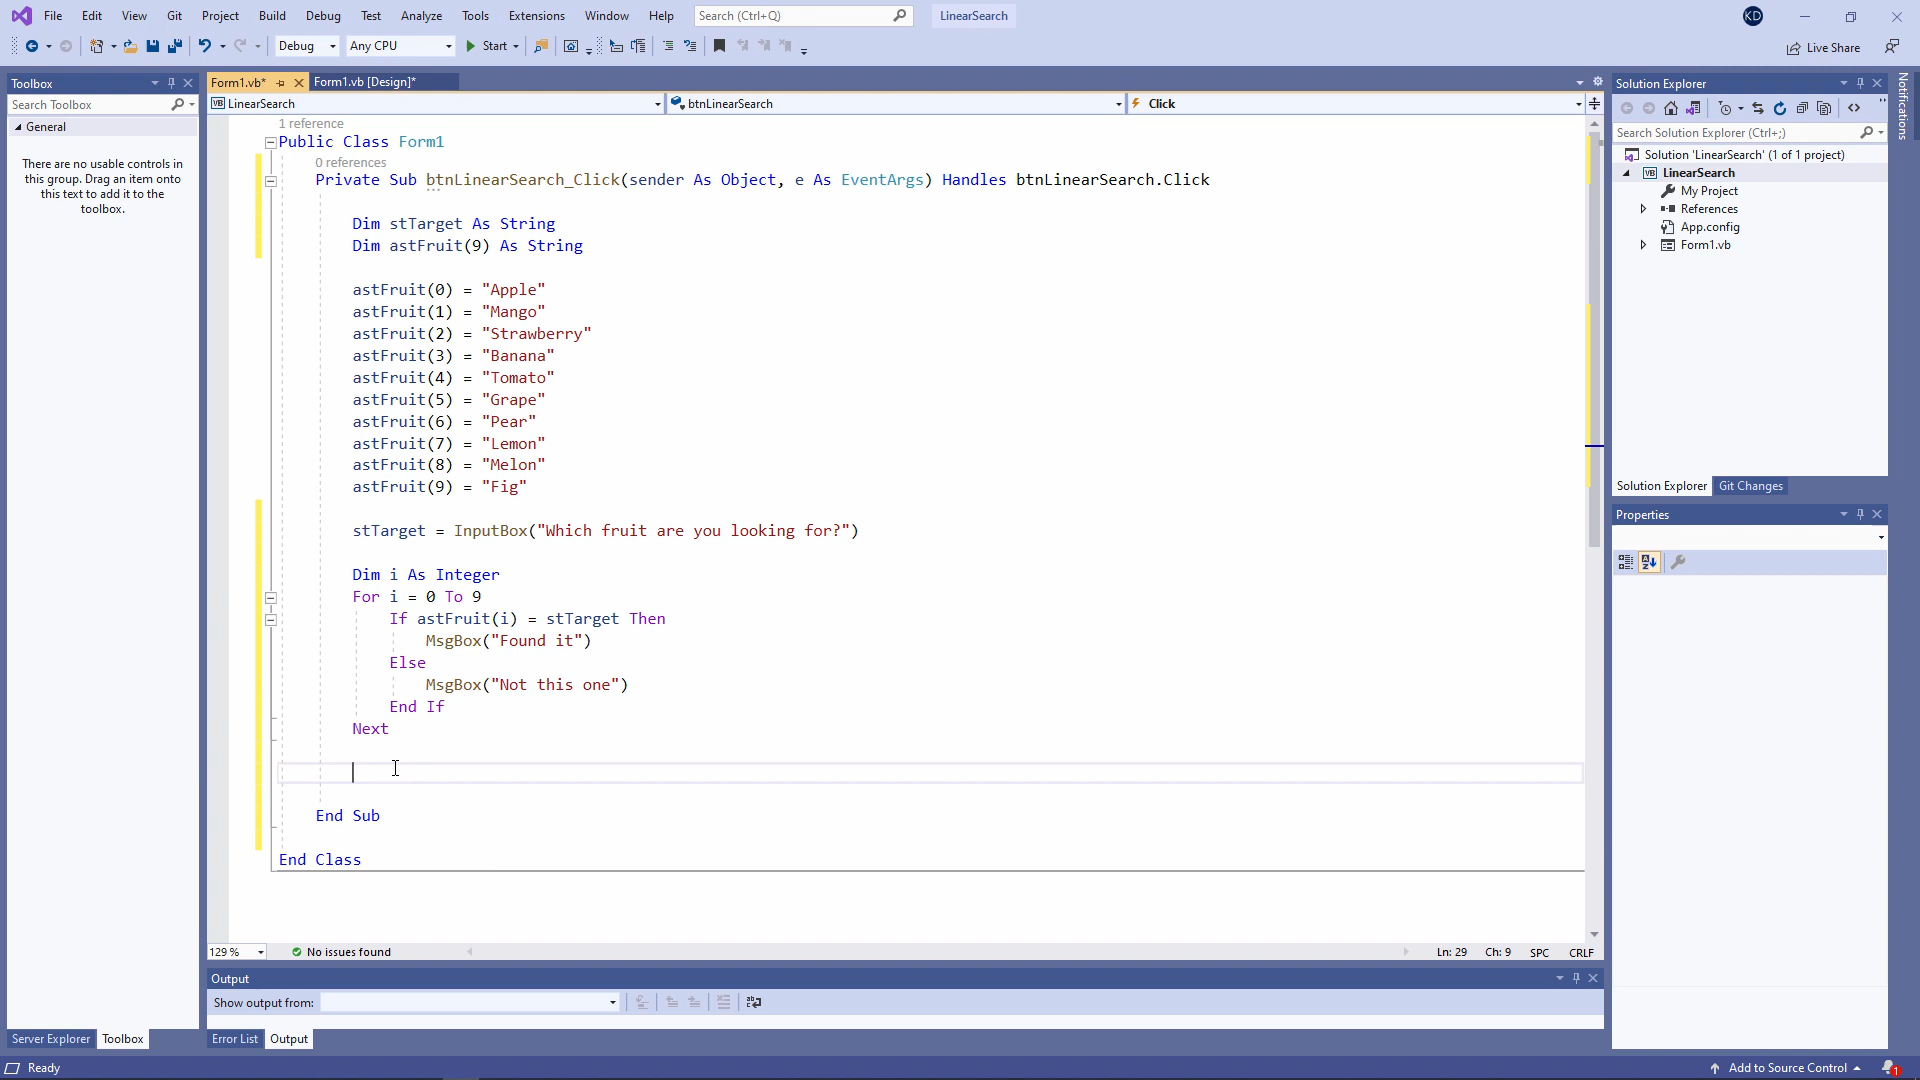 File Edit View Git Project Build Debug Test Analyze Tools Extensions Window Help Search (Ctrl+Q) LinearSearch KD
Debug Any CPU Start Live Share
Toolbox
Search Toolbox
General
There are no usable controls in
this group. Drag an item onto
this text to add it to the
toolbox.
Server Explorer Toolbox
Form1.vb* Form1.vb [Design]*
LinearSearch btnLinearSearch Click
1 reference
Public Class Form1
0 references
Private Sub btnLinearSearch_Click(sender As Object, e As EventArgs) Handles btnLinearSearch.Click
Dim stTarget As String
Dim astFruit(9) As String
astFruit(0) = "Apple"
astFruit(1) = "Mango"
astFruit(2) = "Strawberry"
astFruit(3) = "Banana"
astFruit(4) = "Tomato"
astFruit(5) = "Grape"
astFruit(6) = "Pear"
astFruit(7) = "Lemon"
astFruit(8) = "Melon"
astFruit(9) = "Fig"
stTarget = InputBox("Which fruit are you looking for?")
Dim i As Integer
For i = 0 To 9
If astFruit(i) = stTarget Then
MsgBox("Found it")
Else
MsgBox("Not this one")
End If
Next
End Sub
End Class
129 % No issues found Ln: 29 Ch: 9 SPC CRLF
Output
Show output from:
Error List Output
Solution Explorer
Search Solution Explorer (Ctrl+;)
Solution 'LinearSearch' (1 of 1 project)
VB LinearSearch
My Project
References
App.config
Form1.vb
Solution Explorer Git Changes
Properties
Notifications
Ready Add to Source Control 1